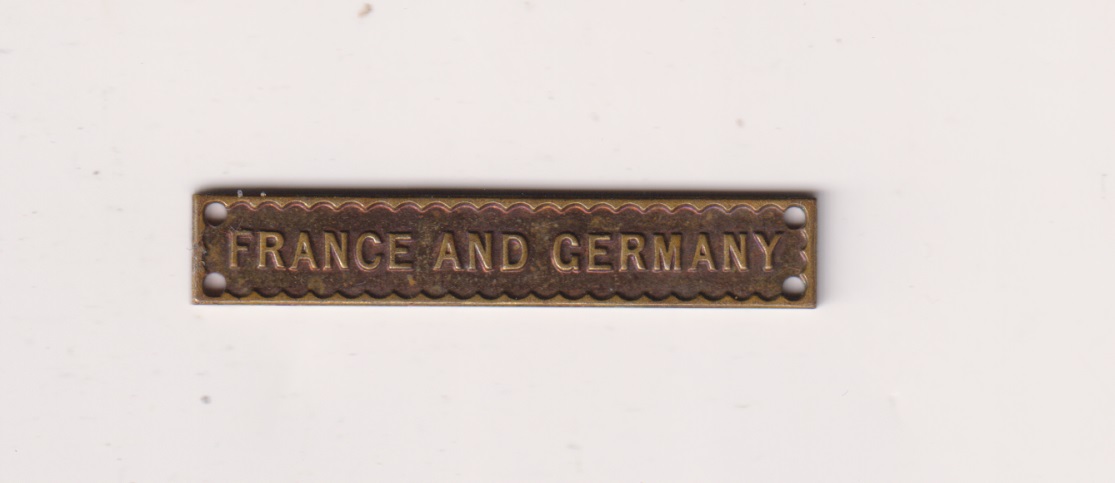 FRANCE AND GERMANY